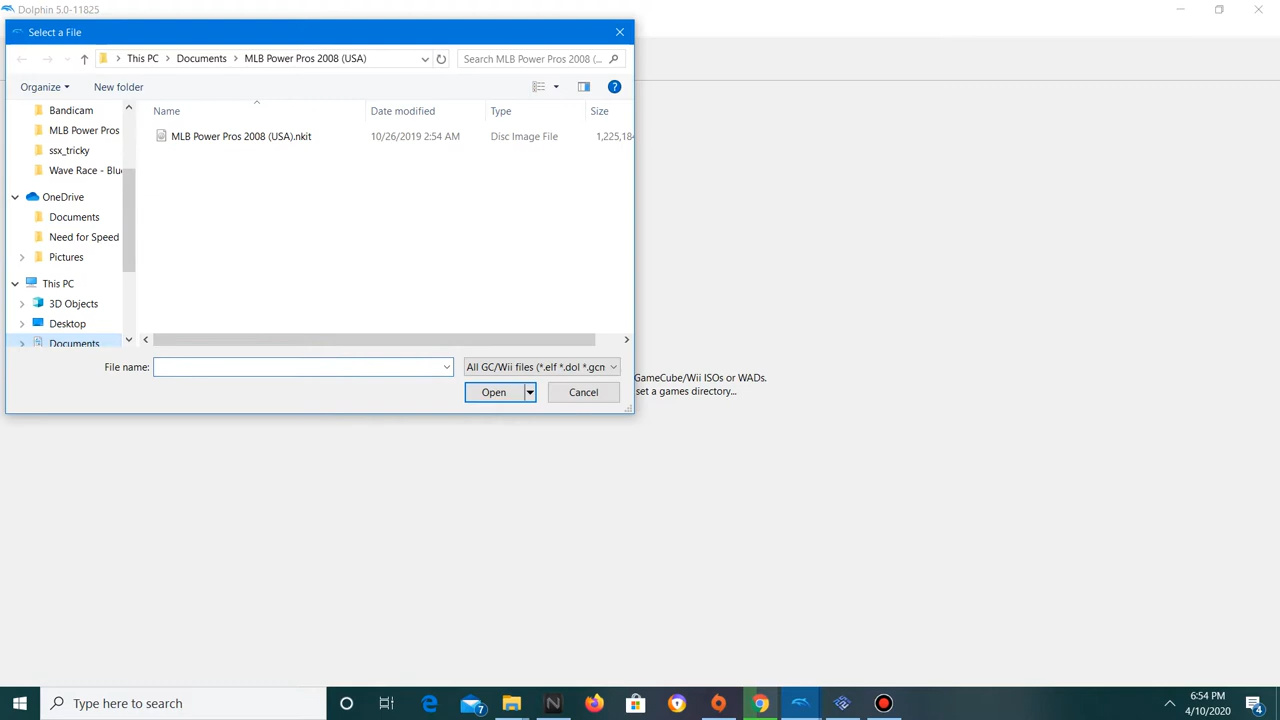 Dolphin 5.0-11825
Select a File
This PC Documents MLB Power Pros 2008 (USA)
Search MLB Power Pros 2008 (...
Organize New folder
Name Date modified Type Size
MLB Power Pros 2008 (USA).nkit 10/26/2019 2:54 AM Disc Image File 1,225,184
Bandicam
MLB Power Pros
ssx_tricky
Wave Race - Blu
OneDrive
Documents
Need for Speed
Pictures
This PC
3D Objects
Desktop
Documents
File name: All GC/Wii files (*.elf *.dol *.gcm
Open Cancel
GameCube/Wii ISOs or WADs.
set a games directory...
Type here to search
7
6:54 PM
4/10/2020
4